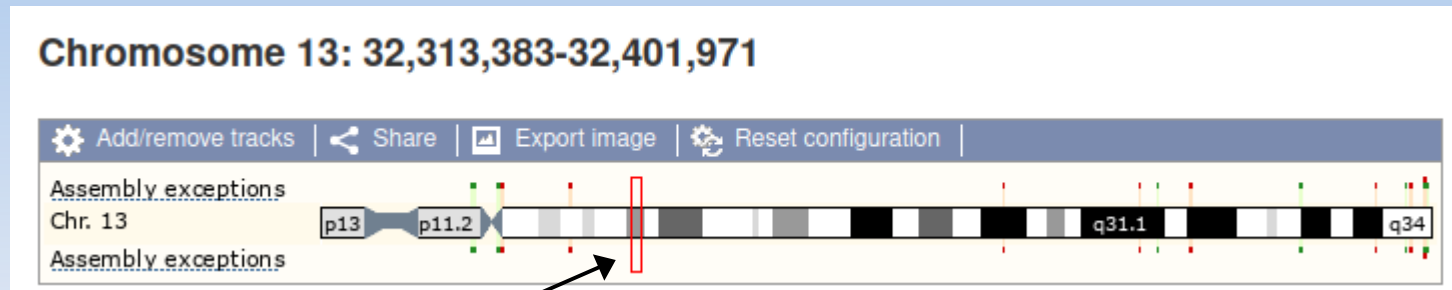 Chromosome 13: 32,313,383-32,401,971
Add/remove tracks Share Export image Reset configuration
Assembly exceptions
Chr. 13 p13 p11.2 q31.1 q34
Assembly exceptions